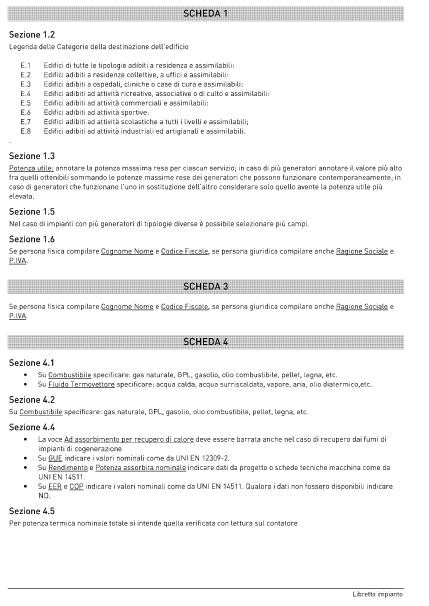 SCHEDA 1
Sezione 1.2
Legenda delle Categorie della destinazione dell'edificio
E.1 Edifici di tutte le tipologie adibiti a residenza e assimilabili:
E.2 Edifici adibiti a residenze collettive, a uffici e assimilabili:
E.3 Edifici adibiti a ospedali, cliniche o case di cura e assimilabili:
E.4 Edifici adibiti ad attività ricreative, associative o di culto e assimilabili:
E.5 Edifici adibiti ad attività commerciali e assimilabili:
E.6 Edifici adibiti ad attività sportive:
E.7 Edifici adibiti ad attività scolastiche a tutti i livelli e assimilabili;
E.8 Edifici adibiti ad attività industriali ed artigianali e assimilabili.
.
Sezione 1.3
Potenza utile: annotare la potenza massima resa per ciascun servizio; in caso di più generatori annotare il valore più alto
fra quelli ottenibili sommando le potenze massime rese dei generatori che possono funzionare contemporaneamente; in
caso di generatori che funzionano l'uno in sostituzione dell'altro considerare solo quello avente la potenza utile più
elevata.
Sezione 1.5
Nel caso di impianti con più generatori di tipologie diverse è possibile selezionare più campi.
Sezione 1.6
Se persona fisica compilare Cognome Nome e Codice Fiscale, se persona giuridica compilare anche Ragione Sociale e
P.IVA.
SCHEDA 3
Se persona fisica compilare Cognome Nome e Codice Fiscale, se persona giuridica compilare anche Ragione Sociale e
P.IVA.
SCHEDA 4
Sezione 4.1
• Su Combustibile specificare: gas naturale, GPL, gasolio, olio combustibile, pellet, legna, etc.
• Su Fluido Termovettore specificare: acqua calda, acqua surriscaldata, vapore, aria, olio diatermico,etc.
Sezione 4.2
Su Combustibile specificare: gas naturale, GPL, gasolio, olio combustibile, pellet, legna, etc.
Sezione 4.4
• La voce Ad assorbimento per recupero di calore deve essere barrata anche nel caso di recupero dai fumi di
impianti di cogenerazione
• Su GUE indicare i valori nominali come da UNI EN 12309-2.
• Su Rendimento e Potenza assorbita nominale indicare dati da progetto o schede tecniche macchina come da
UNI EN 14511.
• Su EER e COP indicare i valori nominali come da UNI EN 14511. Qualora i dati non fossero disponibili indicare
ND.
Sezione 4.5
Per potenza termica nominale totale si intende quella verificata con lettura sul contatore
Libretto impianto